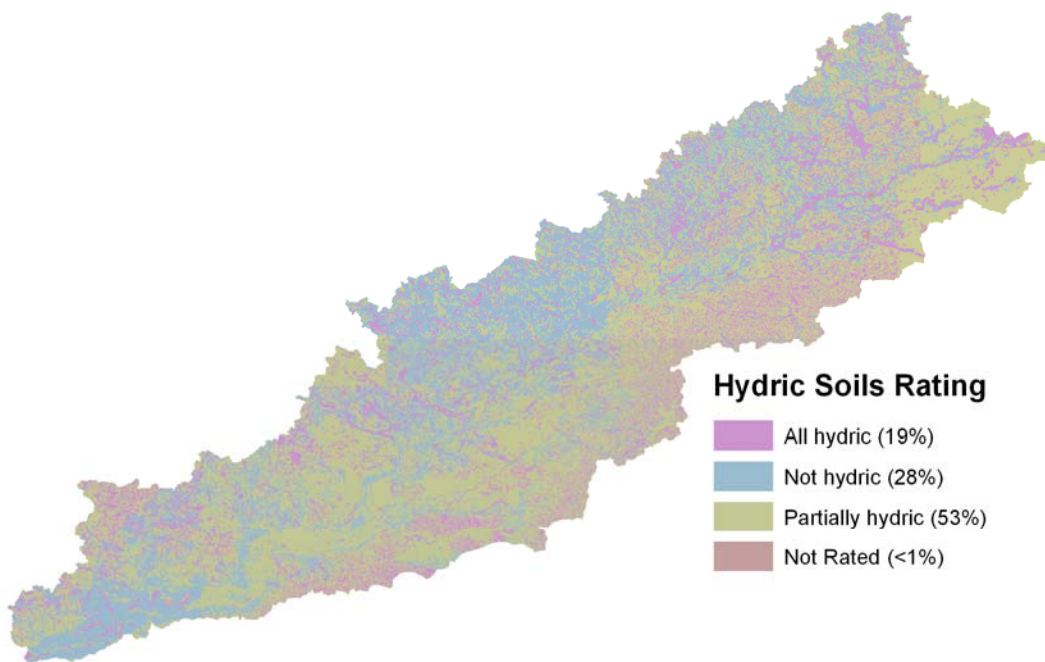 Hydric Soils Rating
All hydric (19%)
Not hydric (28%)
Partially hydric (53%)
Not Rated (<1%)